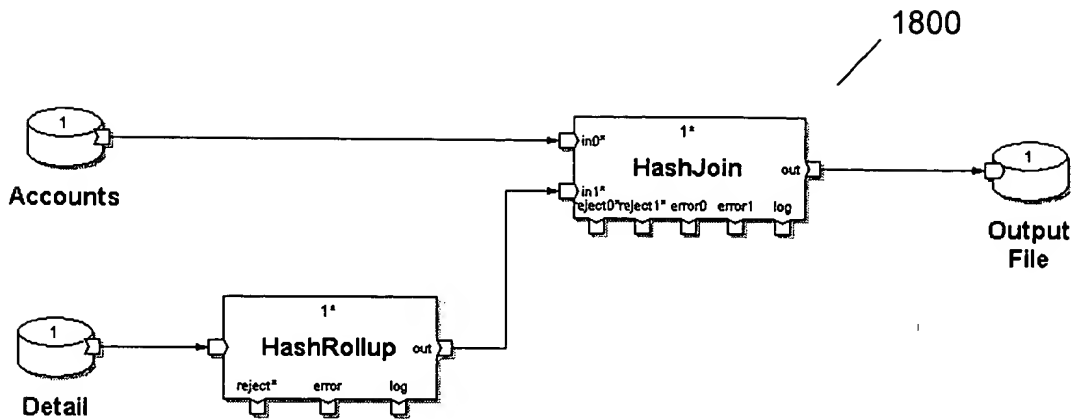 1800
1
Accounts
1*
in0*
HashJoin
out
in1*
eject0* reject1* error0 error1 log
1
Output
File
1
Detail
1*
HashRollup
out
reject* error log